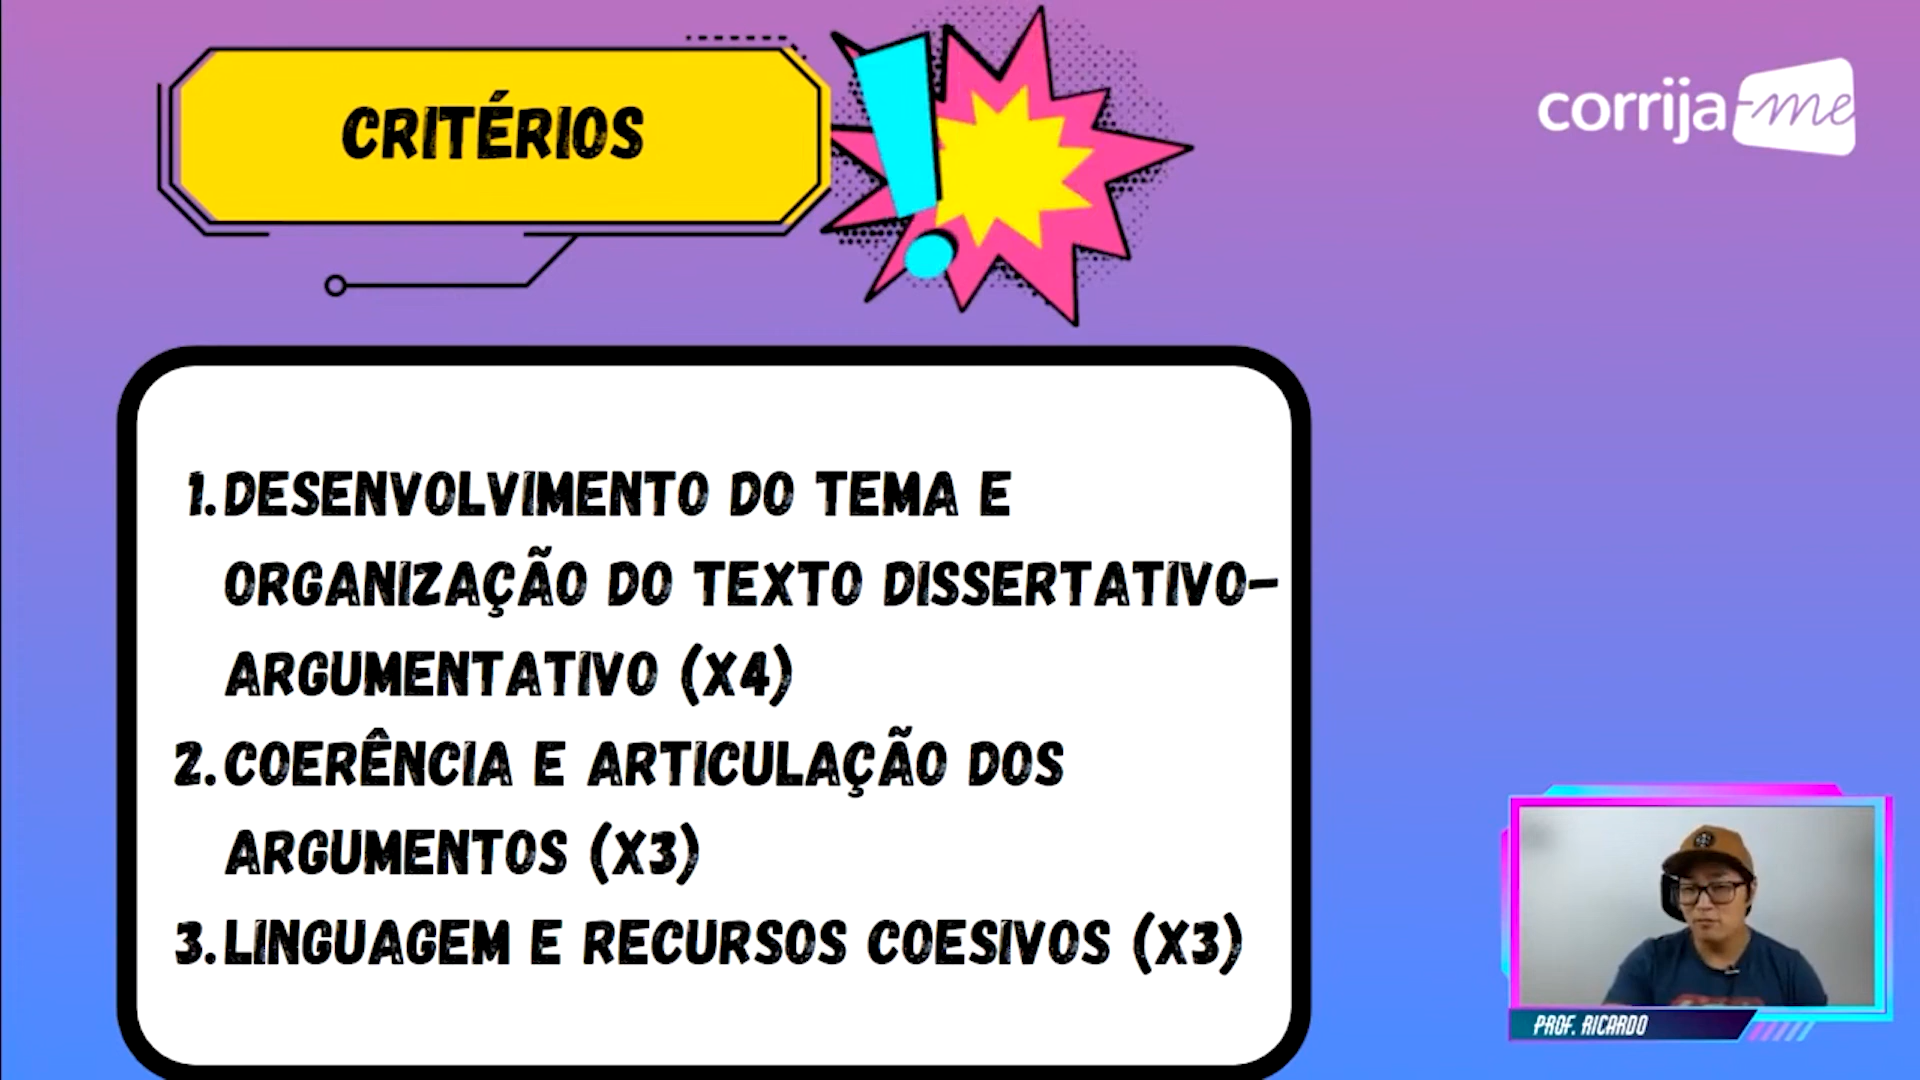 CRITÉRIOS
corrija-me
1. DESENVOLVIMENTO DO TEMA E
ORGANIZAÇÃO DO TEXTO DISSERTATIVO-
ARGUMENTATIVO (X4)
2. COERÊNCIA E ARTICULAÇÃO DOS
ARGUMENTOS (X3)
3. LINGUAGEM E RECURSOS COESIVOS (X3)
PROF. RICARDO